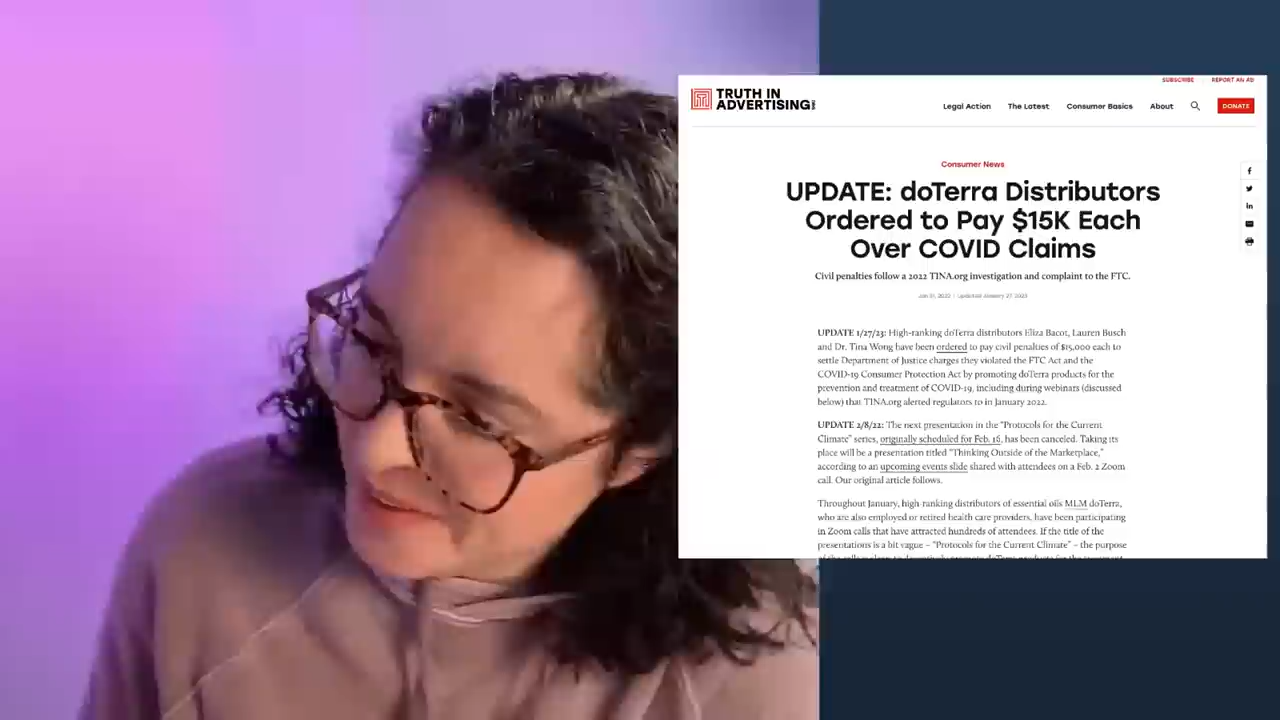 SUBSCRIBE
REPORT AN AD
TRUTH IN
ADVERTISING
Legal Action
The Latest
Consumer Basics
About
DONATE
Consumer News
UPDATE: doTerra Distributors
Ordered to Pay $15K Each
Over COVID Claims
Civil penalties follow a 2022 TINA.org investigation and complaint to the FTC.
Jan 31, 2022 | Updated January 27, 2023
UPDATE 1/27/23: High-ranking doTerra distributors Eliza Bacot, Lauren Busch
and Dr. Tina Wong have been ordered to pay civil penalties of $15,000 each to
settle Department of Justice charges they violated the FTC Act and the
COVID-19 Consumer Protection Act by promoting doTerra products for the
prevention and treatment of COVID-19, including during webinars (discussed
below) that TINA.org alerted regulators to in January 2022.
UPDATE 2/8/22: The next presentation in the “Protocols for the Current
Climate” series, originally scheduled for Feb. 16, has been canceled. Taking its
place will be a presentation titled “Thinking Outside of the Marketplace,”
according to an upcoming events slide shared with attendees on a Feb. 2 Zoom
call. Our original article follows.
Throughout January, high-ranking distributors of essential oils MLM doTerra,
who are also employed or retired health care providers, have been participating
in Zoom calls that have attracted hundreds of attendees. If the title of the
presentations is a bit vague – “Protocols for the Current Climate” – the purpose